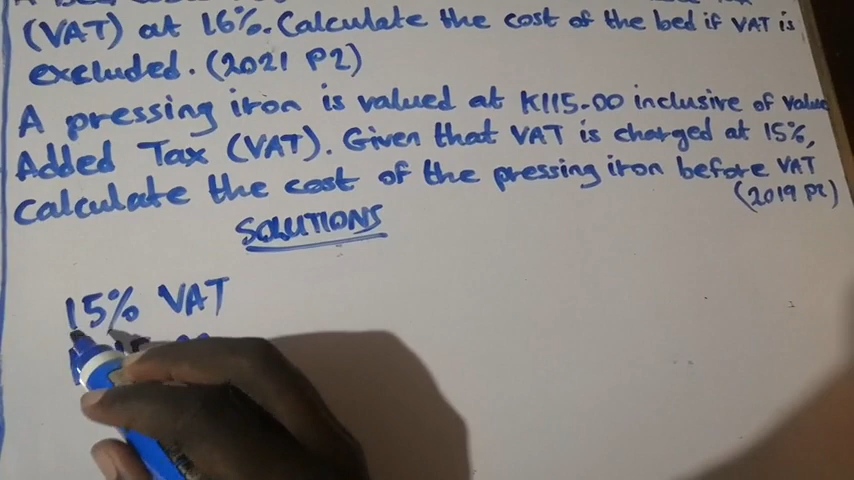 (VAT) at 16%. Calculate the cost of the bed if VAT is
excluded. (2021 P2)
A pressing iron is valued at K115.00 inclusive of Value
Added Tax (VAT). Given that VAT is charged at 15%,
Calculate the cost of the pressing iron before VAT
(2019 P2)
SOLUTIONS
15% VAT